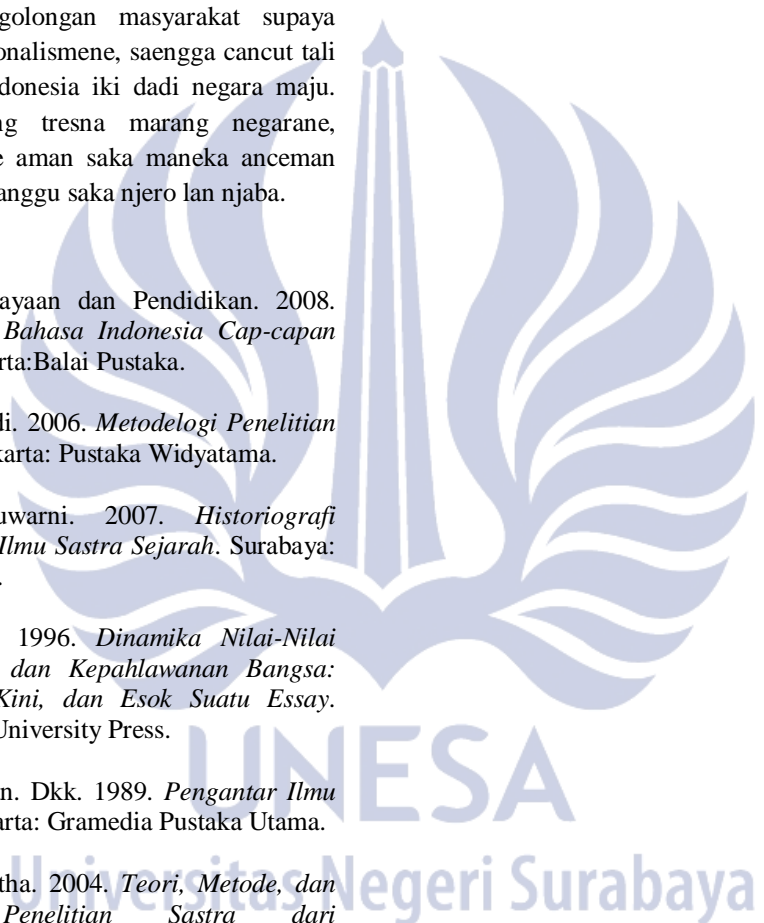 golongan masyarakat supaya
onalismene, saengga cancut tali
donesia iki dadi negara maju.
ng tresna marang negarane,
e aman saka maneka anceman
anggu saka njero lan njaba.
ayaan dan Pendidikan. 2008.
Bahasa Indonesia Cap-capan
rta:Balai Pustaka.
di. 2006. Metodelogi Penelitian
karta: Pustaka Widyatama.
uwarni. 2007. Historiografi
Ilmu Sastra Sejarah. Surabaya:
.
1996. Dinamika Nilai-Nilai
dan Kepahlawanan Bangsa:
Kini, dan Esok Suatu Essay.
University Press.
n. Dkk. 1989. Pengantar Ilmu
arta: Gramedia Pustaka Utama.
tha. 2004. Teori, Metode, dan
Penelitian Sastra dari
UNESA
Universitas Negeri Surabaya